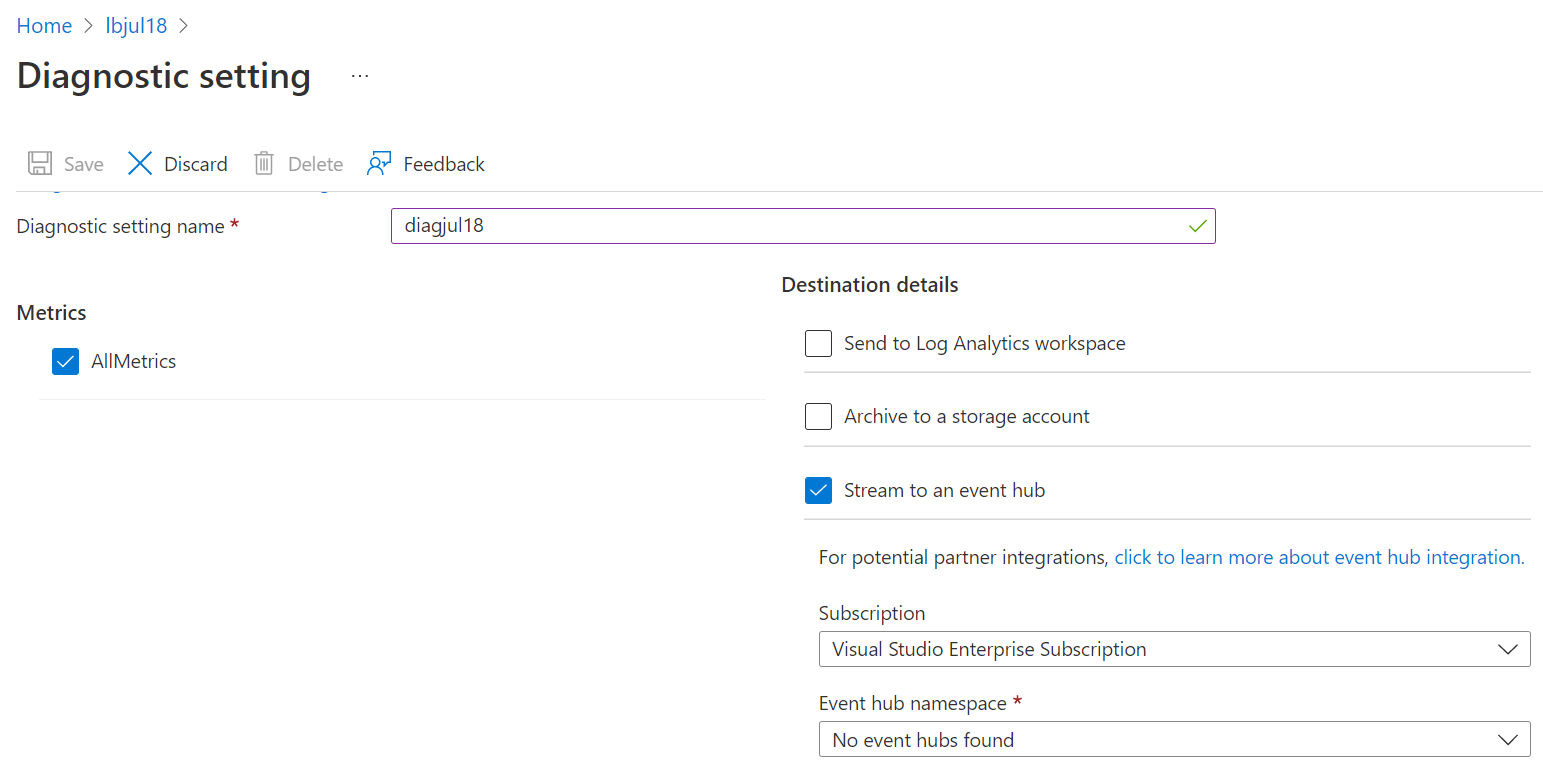 Home > lbjul18 >
Diagnostic setting ...
Save Discard Delete Feedback
Diagnostic setting name *
diagjul18
Metrics
AllMetrics
Destination details
Send to Log Analytics workspace
Archive to a storage account
Stream to an event hub
For potential partner integrations, click to learn more about event hub integration.
Subscription
Visual Studio Enterprise Subscription
Event hub namespace *
No event hubs found